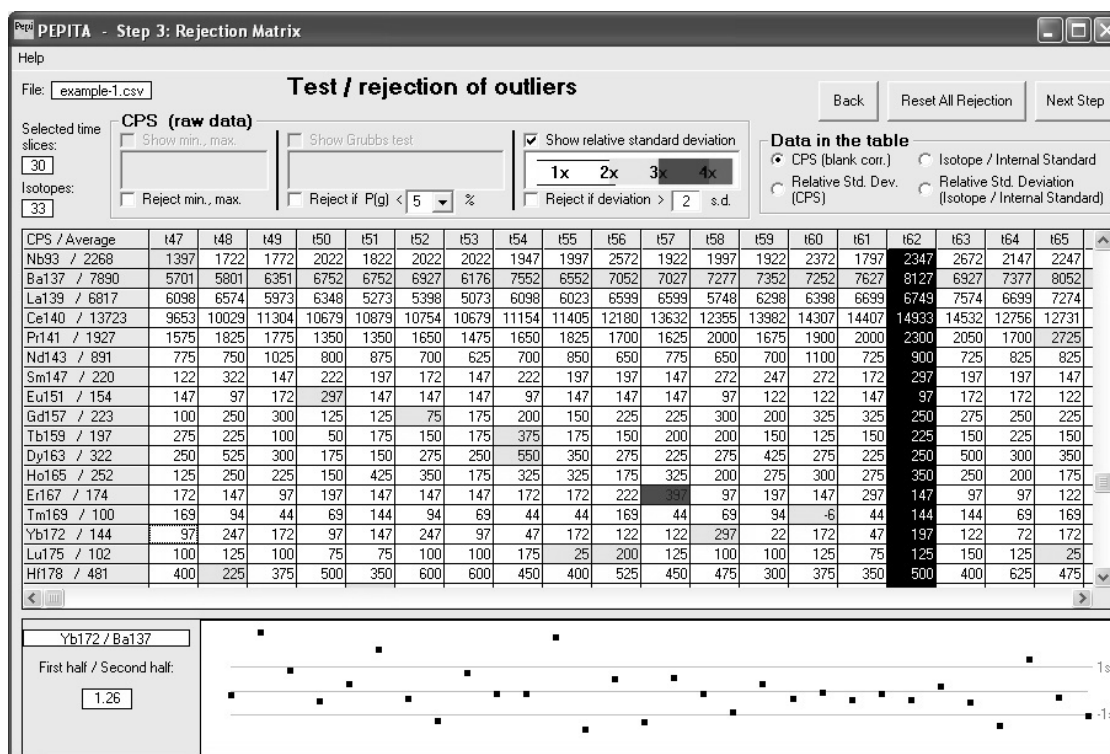 Pepi PEPITA - Step 3: Rejection Matrix
Help
File: example-1.csv
Test / rejection of outliers
Back Reset All Rejection Next Step
Selected time slices:
30
Isotopes:
33
CPS (raw data)
Show min., max.
Reject min., max.
Show Grubbs test
Reject if P(g) < 5 %
Show relative standard deviation
1x 2x 3x 4x
Reject if deviation > 2 s.d.
Data in the table
CPS (blank corr.) Isotope / Internal Standard
Relative Std. Dev. (CPS) Relative Std. Deviation (Isotope / Internal Standard)
CPS / Average t47 t48 t49 t50 t51 t52 t53 t54 t55 t56 t57 t58 t59 t60 t61 t62 t63 t64 t65
Nb93 / 2268 1397 1722 1772 2022 1822 2022 2022 1947 1997 2572 1922 1997 1922 2372 1797 2347 2672 2147 2247
Ba137 / 7890 5701 5801 6351 6752 6752 6927 6176 7552 6552 7052 7027 7277 7352 7252 7627 8127 6927 7377 8052
La139 / 6817 6098 6574 5973 6348 5273 5398 5073 6098 6023 6599 6599 5748 6298 6398 6699 6749 7574 6699 7274
Ce140 / 13723 9653 10029 11304 10679 10879 10754 10679 11154 11405 12180 13632 12355 13982 14307 14407 14933 14532 12756 12731
Pr141 / 1927 1575 1825 1775 1350 1350 1650 1475 1650 1825 1700 1625 2000 1675 1900 2000 2300 2050 1700 2725
Nd143 / 891 775 750 1025 800 875 700 625 700 850 650 775 650 700 1100 725 900 725 825 825
Sm147 / 220 122 322 147 222 197 172 147 222 197 197 147 272 247 272 172 297 197 197 147
Eu151 / 154 147 97 172 297 147 147 147 97 147 147 147 97 122 122 147 97 172 172 122
Gd157 / 223 100 250 300 125 125 75 175 200 150 225 225 300 200 325 325 250 275 250 225
Tb159 / 197 275 225 100 50 175 150 175 375 175 150 200 200 150 125 150 225 150 225 150
Dy163 / 322 250 525 300 175 150 275 250 550 350 275 225 275 425 275 225 250 500 300 350
Ho165 / 252 125 250 225 150 425 350 175 325 325 175 325 200 275 300 275 350 250 200 175
Er167 / 174 172 147 97 197 147 147 147 172 172 222 397 97 197 147 297 147 97 97 122
Tm169 / 100 169 94 44 69 144 94 69 44 44 169 44 69 94 -6 44 144 144 69 169
Yb172 / 144 97 247 172 97 147 247 97 47 172 122 122 297 22 172 47 197 122 72 172
Lu175 / 102 100 125 100 75 75 100 100 175 25 200 125 100 100 125 75 125 150 125 25
Hf178 / 481 400 225 375 500 350 600 600 450 400 525 450 475 300 375 350 500 400 625 475
Yb172 / Ba137
First half / Second half:
1.26
1s
-1s